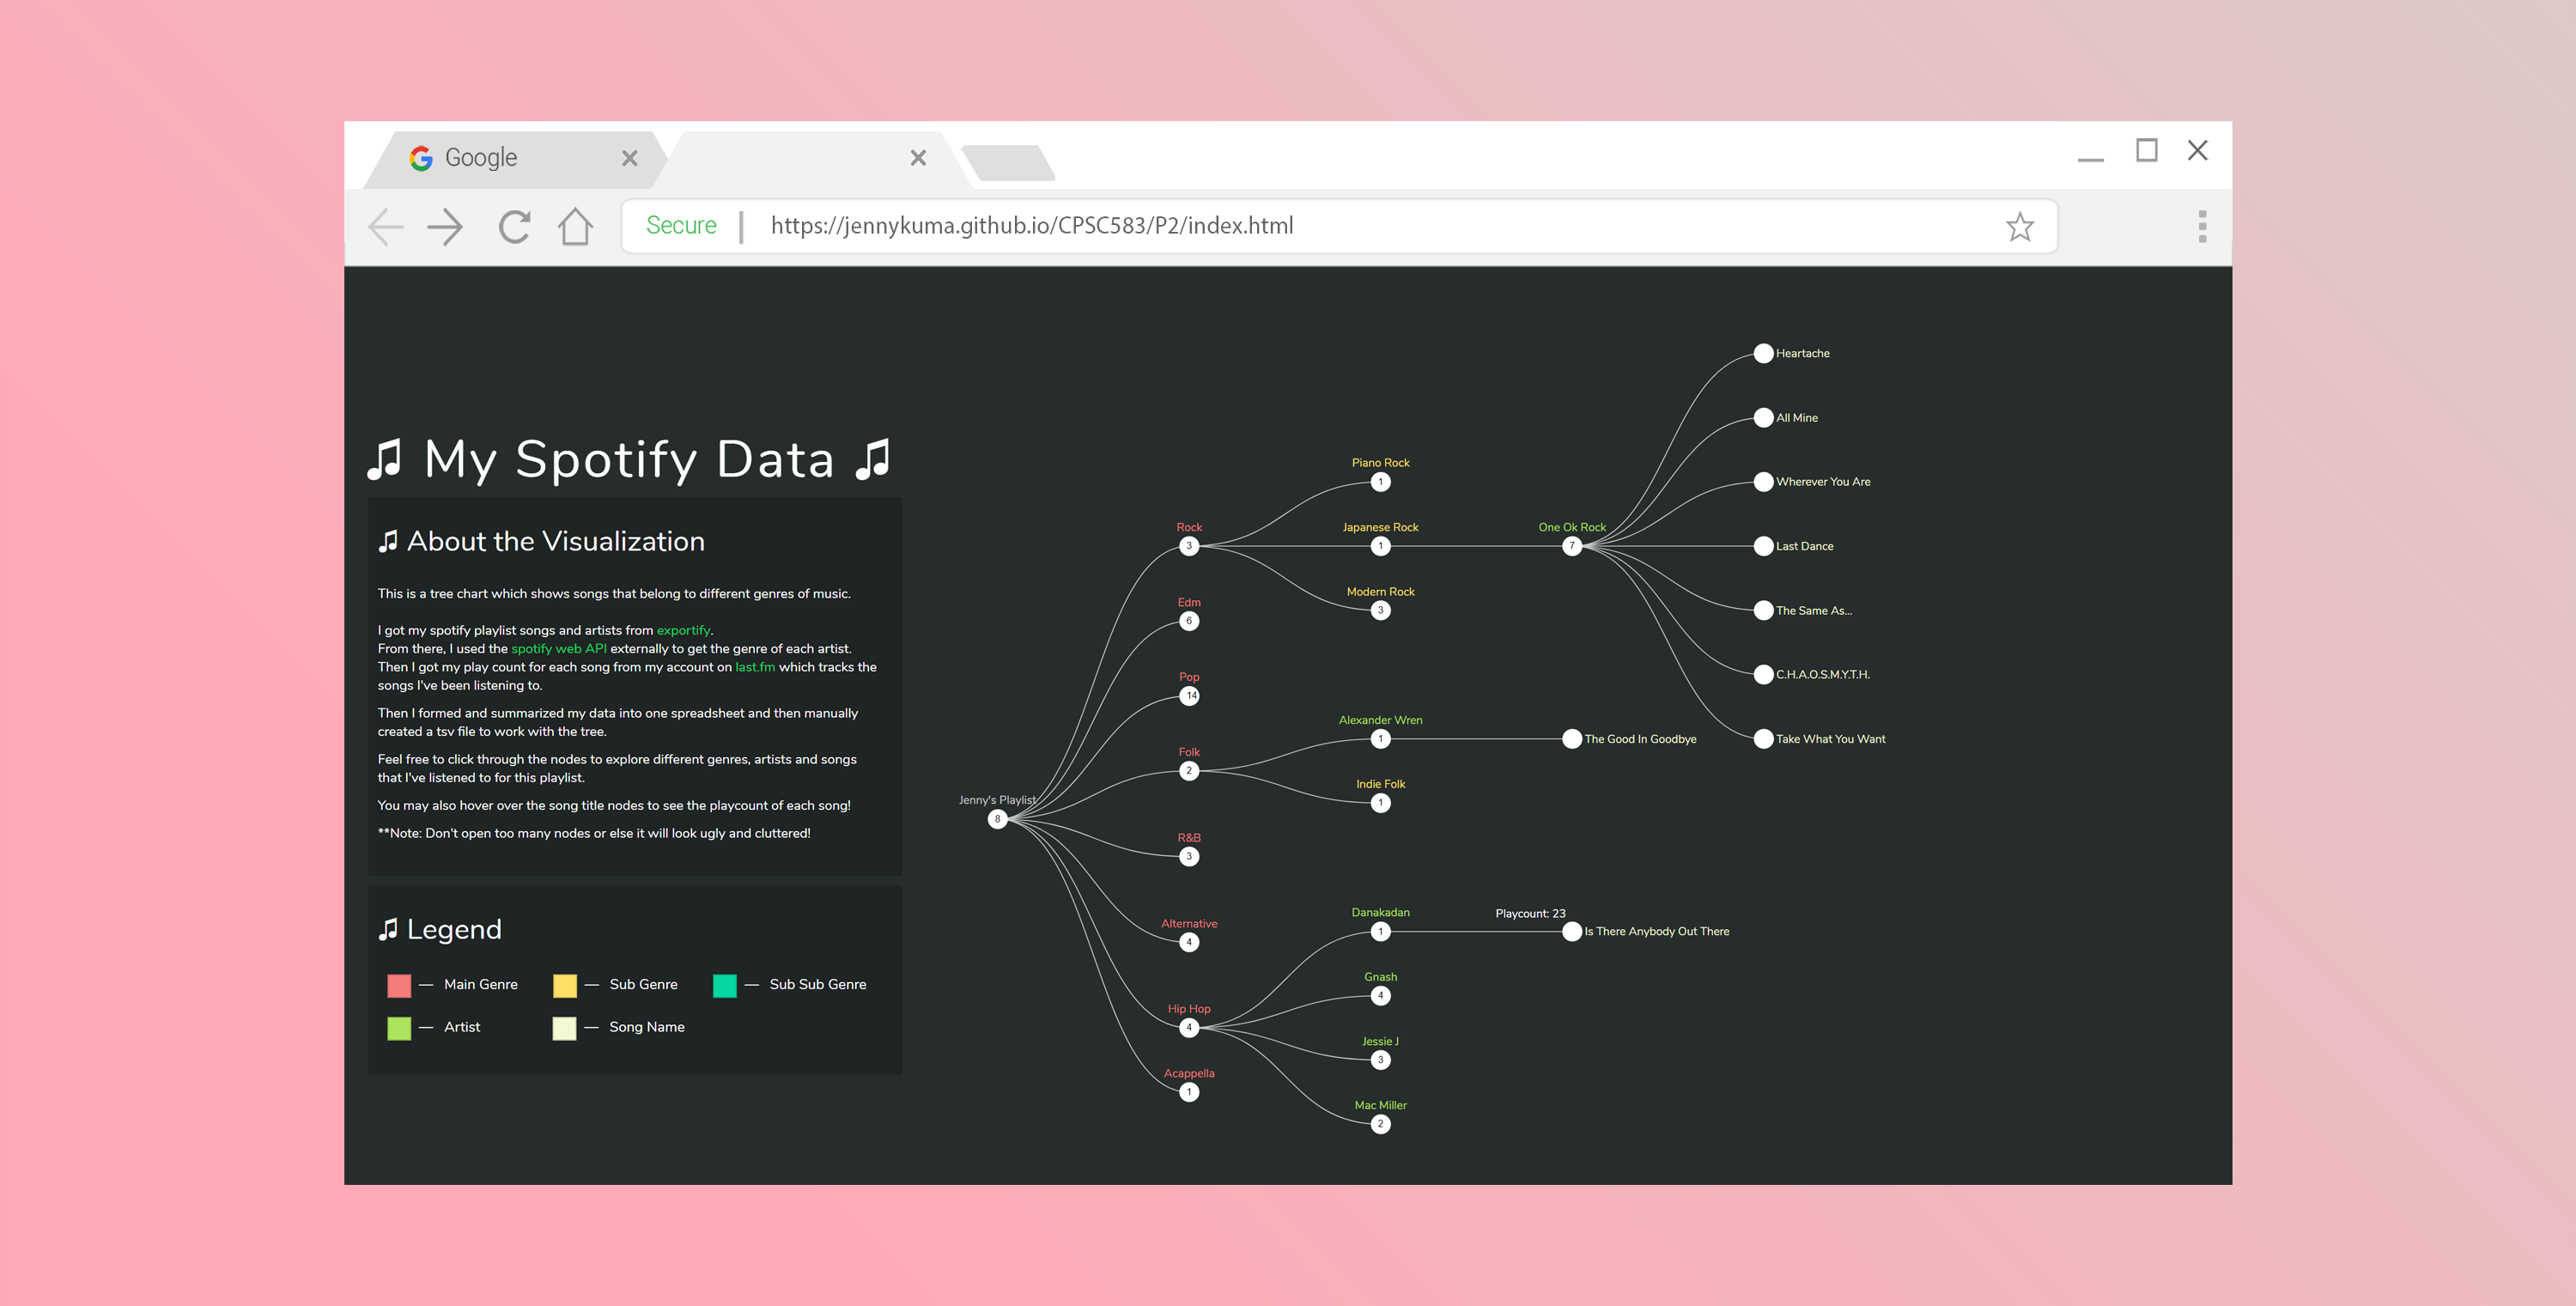 Google
Secure | https://jennykuma.github.io/CPSC583/P2/index.html
My Spotify Data
About the Visualization
This is a tree chart which shows songs that belong to different genres of music.
I got my spotify playlist songs and artists from exportify.
From there, I used the spotify web API externally to get the genre of each artist.
Then I got my play count for each song from my account on last.fm which tracks the
songs I've been listening to.
Then I formed and summarized my data into one spreadsheet and then manually
created a tsv file to work with the tree.
Feel free to click through the nodes to explore different genres, artists and songs
that I've listened to for this playlist.
You may also hover over the song title nodes to see the playcount of each song!
**Note: Don't open too many nodes or else it will look ugly and cluttered!
Legend
— Main Genre
— Sub Genre
— Sub Sub Genre
— Artist
— Song Name
Jenny's Playlist
8
Rock
3
Edm
6
Pop
14
Folk
2
R&B
3
Alternative
4
Hip Hop
4
Acappella
1
Piano Rock
1
Japanese Rock
1
Modern Rock
3
Alexander Wren
1
Indie Folk
1
Danakadan
1
Gnash
4
Jessie J
3
Mac Miller
2
One Ok Rock
7
The Good In Goodbye
Playcount: 23
Is There Anybody Out There
Heartache
All Mine
Wherever You Are
Last Dance
The Same As...
C.H.A.O.S.M.Y.T.H.
Take What You Want